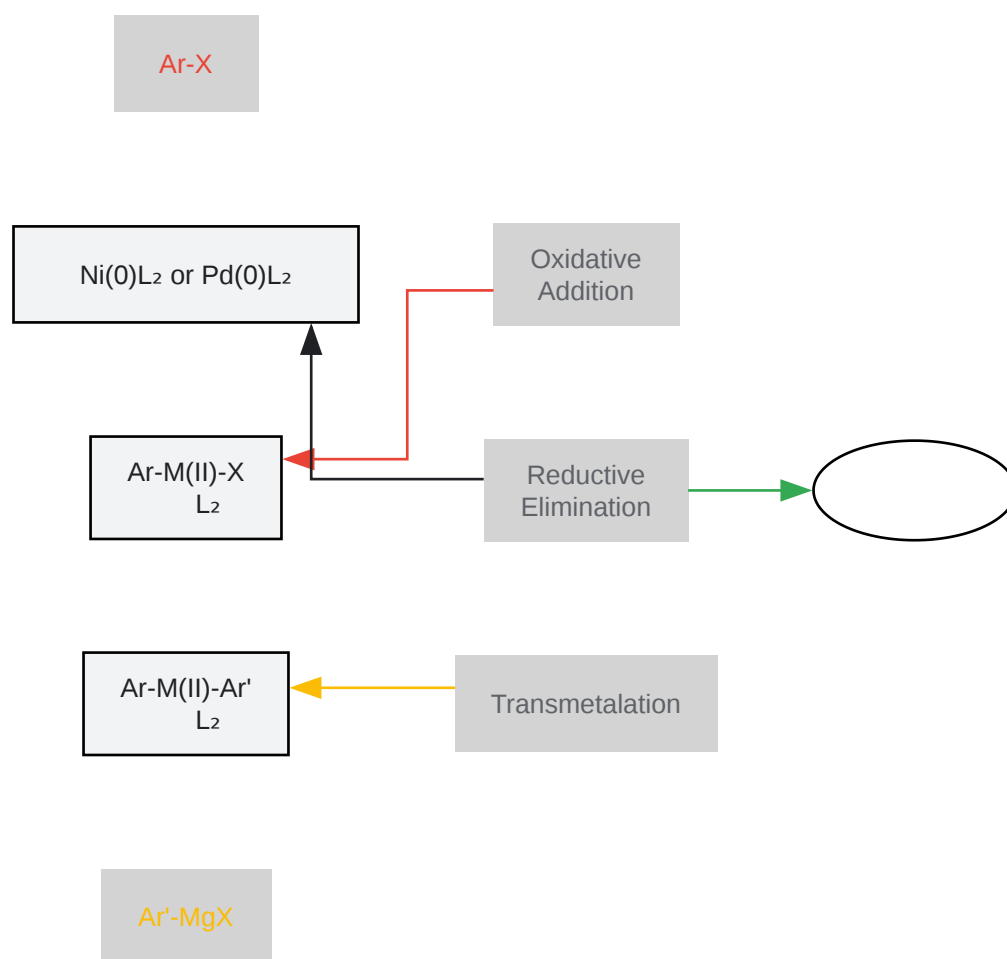 Ar-X
Ni(0)L₂ or Pd(0)L₂
Oxidative
Addition
Ar-M(II)-X
L₂
Reductive
Elimination
Ar-M(II)-Ar'
L₂
Transmetalation
Ar'-MgX